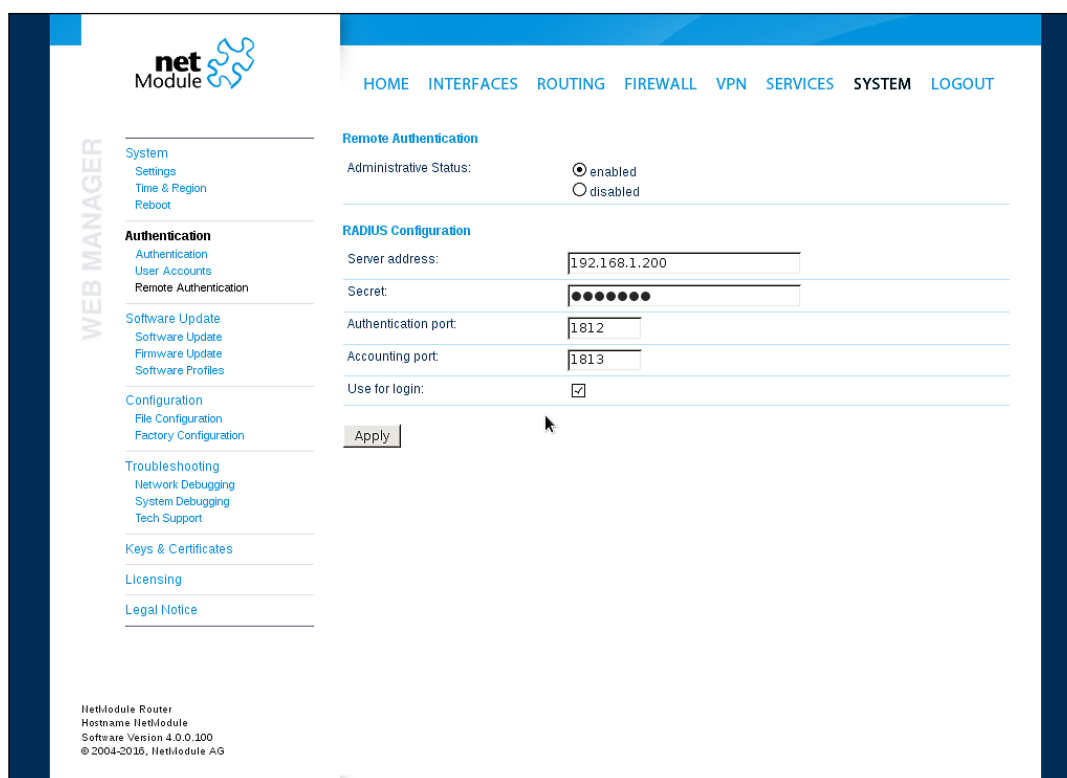 net
Module
HOME INTERFACES ROUTING FIREWALL VPN SERVICES SYSTEM LOGOUT
WEB MANAGER
System
Settings
Time & Region
Reboot
Authentication
Authentication
User Accounts
Remote Authentication
Software Update
Software Update
Firmware Update
Software Profiles
Configuration
File Configuration
Factory Configuration
Troubleshooting
Network Debugging
System Debugging
Tech Support
Keys & Certificates
Licensing
Legal Notice
Remote Authentication
Administrative Status:
enabled
disabled
RADIUS Configuration
Server address: 192.168.1.200
Secret: ●●●●●●●
Authentication port: 1812
Accounting port: 1813
Use for login:
Apply
NetModule Router
Hostname NetModule
Software Version 4.0.0.100
© 2004-2016, NetModule AG